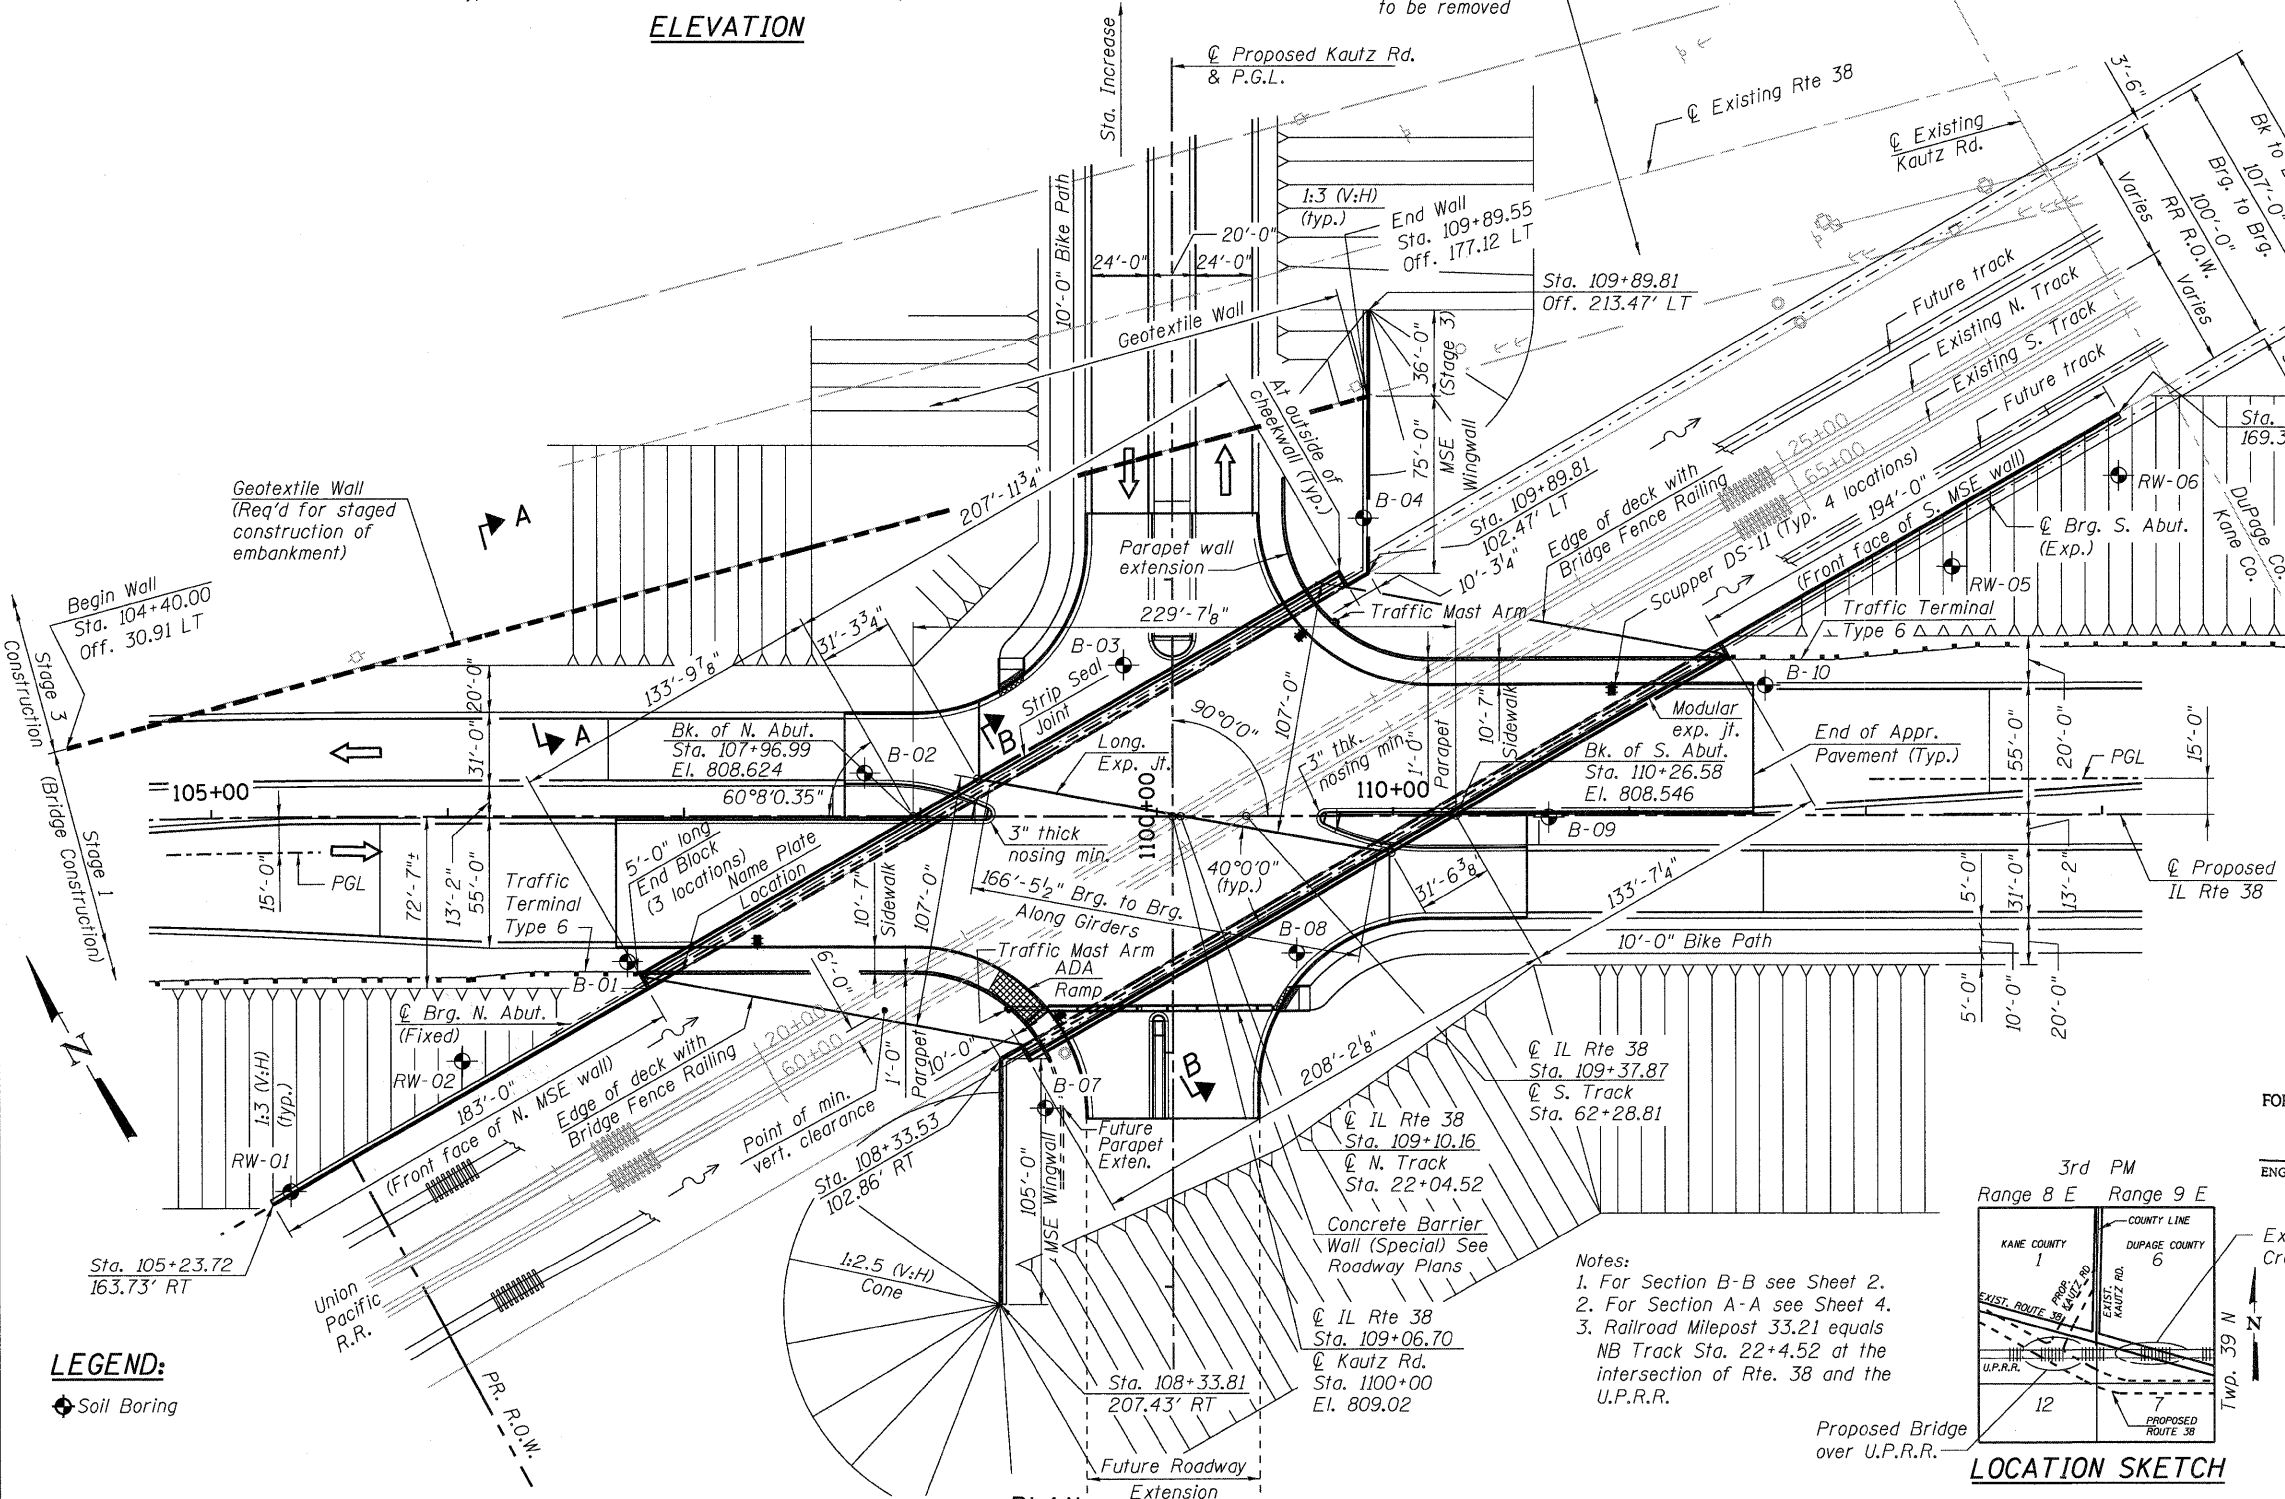 ELEVATION
to be removed
Sta. Increase
℄ Proposed Kautz Rd.
& P.G.L.
℄ Existing Rte 38
℄ Existing
Kautz Rd.
3'-6"
Bk to
107'-0"
Brg. to Brg.
100'-0"
RR R.O.W.
Varies
Varies
10'-0" Bike Path
1:3 (V:H)
(typ.)
End Wall
Sta. 109+89.55
Off. 177.12 LT
20'-0"
24'-0"
24'-0"
Sta. 109+89.81
Off. 213.47' LT
Geotextile Wall
36'-0"
(Stage 3)
75'-0"
MSE
Wingwall
At outside of
cheekwall (Typ.)
Future track
Existing N. Track
Existing S. Track
Future track
25+00
65+00
Sta.
169.3
Geotextile Wall
(Req'd for staged
construction of
embankment)
A
207'-11¾"
B-04
RW-06
Sta. 109+89.81
102.47' LT
10'-3¼"
Edge of deck with
Bridge Fence Railing
Scupper DS-11 (Typ. 4 locations)
194'-0"
(Front face of S. MSE wall)
℄ Brg. S. Abut.
(Exp.)
DuPage Co.
Kane Co.
RW-05
Parapet wall
extension
Begin Wall
Sta. 104+40.00
Off. 30.91 LT
Stage 3
Construction
229'-7⅛"
Traffic Mast Arm
Traffic Terminal
Type 6
31'-3¾"
133'-9⅞"
B-03
B-10
31'-0"
20'-0"
Strip Seal
Joint
90°0'0"
107'-0"
A
B
Bk. of N. Abut.
Sta. 107+96.99
El. 808.624
B-02
Long.
Exp. Jt.
3" thk.
nosing min.
1'-0"
Parapet
10'-7"
Sidewalk
Modular
exp. jt.
Bk. of S. Abut.
Sta. 110+26.58
El. 808.546
End of Appr.
Pavement (Typ.)
55'-0"
20'-0"
PGL
15'-0"
105+00
60°8'0.35"
1100+00
110+00
B-09
3" thick
nosing min.
(Bridge Construction)
Stage 1
15'-0"
PGL
72'-7"±
13'-2"
55'-0"
Traffic
Terminal
Type 6
5'-0" long
End Block
(3 locations)
Name Plate
Location
10'-7"
Sidewalk
107'-0"
166'-5½" Brg. to Brg.
Along Girders
40°0'0"
(typ.)
31'-6⅜"
133'-7¼"
5'-0"
31'-0"
13'-2"
℄ Proposed
IL Rte 38
B-08
10'-0" Bike Path
B-01
Traffic Mast Arm
ADA
Ramp
6'-0"
5'-0"
10'-0"
20'-0"
N
℄ Brg. N. Abut.
(Fixed)
20+00
60+00
1'-0"
Parapet
10'-0"
1:3 (V:H)
(typ.)
RW-02
183'-0"
(Front face of N. MSE wall)
Edge of deck with
Bridge Fence Railing
Point of min.
vert. clearance
B-07
B
208'-2⅛"
℄ IL Rte 38
Sta. 109+37.87
℄ S. Track
Sta. 62+28.81
RW-01
Sta. 108+33.53
102.86' RT
105'-0"
MSE Wingwall
Future
Parapet
Exten.
℄ IL Rte 38
Sta. 109+10.16
℄ N. Track
Sta. 22+04.52
Concrete Barrier
Wall (Special) See
Roadway Plans
Sta. 105+23.72
163.73' RT
Union
Pacific
R.R.
1:2.5 (V:H)
Cone
℄ IL Rte 38
Sta. 109+06.70
℄ Kautz Rd.
Sta. 1100+00
El. 809.02
Sta. 108+33.81
207.43' RT
Future Roadway
Extension
PR. R.O.W.
LEGEND:
Soil Boring
Notes:
1. For Section B-B see Sheet 2.
2. For Section A-A see Sheet 4.
3. Railroad Milepost 33.21 equals
NB Track Sta. 22+4.52 at the
intersection of Rte. 38 and the
U.P.R.R.
3rd PM
Range 8 E Range 9 E
COUNTY LINE
KANE COUNTY
1
DUPAGE COUNTY
6
EXIST. ROUTE 38
PROP.
KAUTZ RD.
EXIST.
KAUTZ RD.
U.P.R.R.
12
7
PROPOSED
ROUTE 38
Twp. 39 N
N
Proposed Bridge
over U.P.R.R.
LOCATION SKETCH